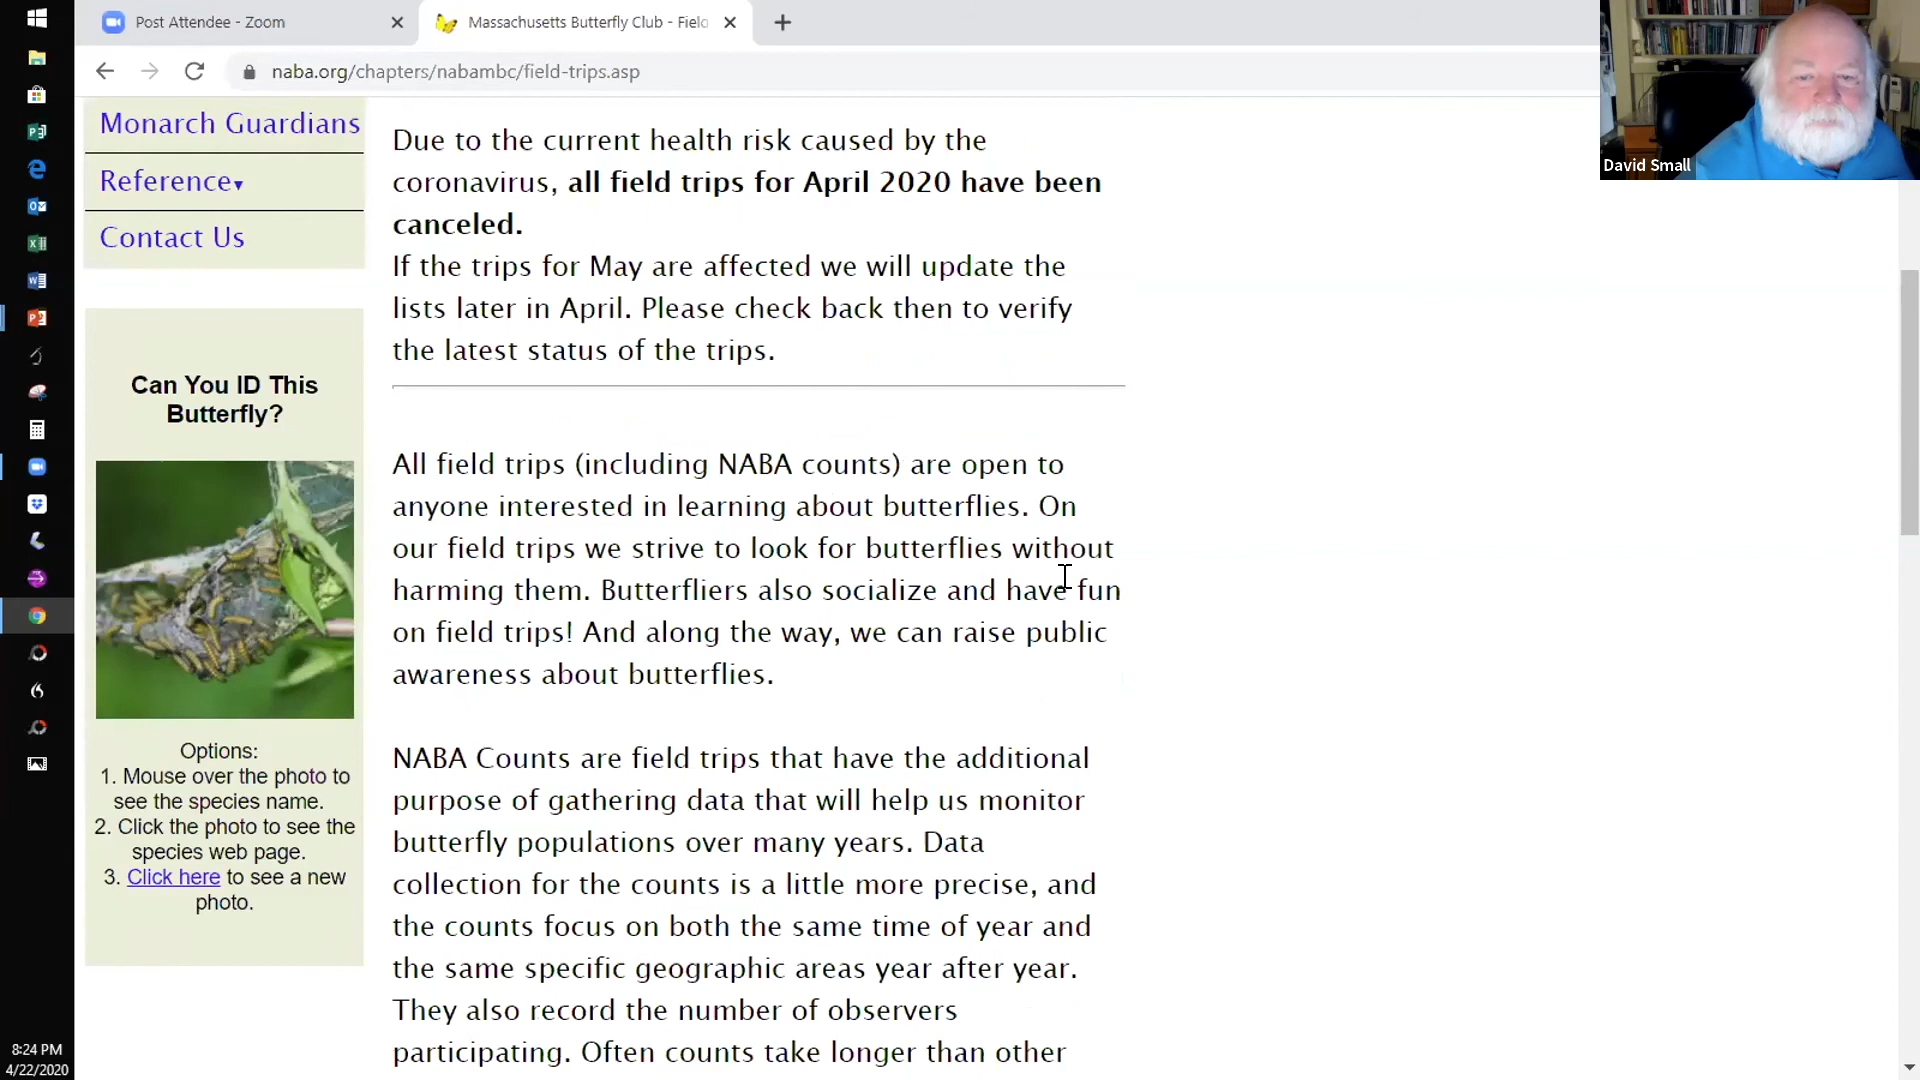 Post Attendee - Zoom
Massachusetts Butterfly Club - Field
naba.org/chapters/nabambc/field-trips.asp
David Small
Monarch Guardians
Reference▾
Contact Us
Can You ID This
Butterfly?
Options:
1. Mouse over the photo to
see the species name.
2. Click the photo to see the
species web page.
3. Click here to see a new
photo.
Due to the current health risk caused by the
coronavirus, all field trips for April 2020 have been
canceled.
If the trips for May are affected we will update the
lists later in April. Please check back then to verify
the latest status of the trips.
All field trips (including NABA counts) are open to
anyone interested in learning about butterflies. On
our field trips we strive to look for butterflies without
harming them. Butterfliers also socialize and have fun
on field trips! And along the way, we can raise public
awareness about butterflies.
NABA Counts are field trips that have the additional
purpose of gathering data that will help us monitor
butterfly populations over many years. Data
collection for the counts is a little more precise, and
the counts focus on both the same time of year and
the same specific geographic areas year after year.
They also record the number of observers
participating. Often counts take longer than other
8:24 PM
4/22/2020